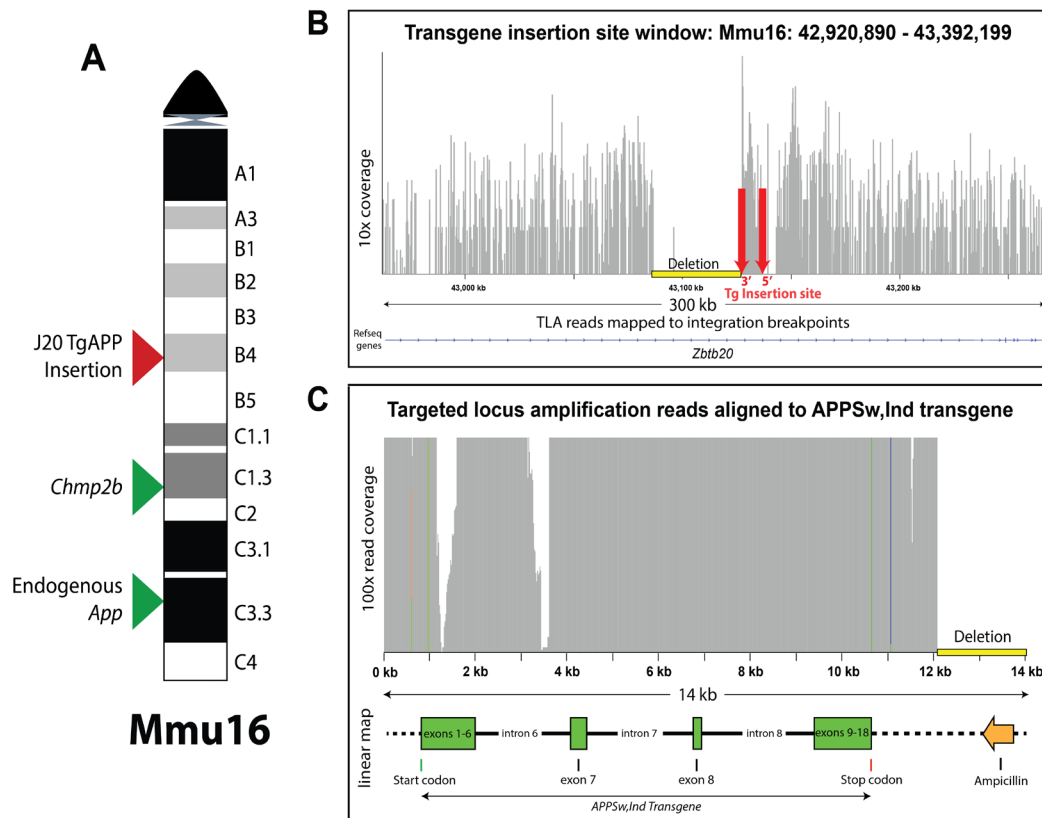 A
A1
A3
B1
B2
B3
J20 TgAPP
Insertion
B4
B5
C1.1
Chmp2b
C1.3
C2
C3.1
Endogenous
App
C3.3
C4
Mmu16
B
Transgene insertion site window: Mmu16: 42,920,890 - 43,392,199
10x coverage
Deletion
3’ 5’
Tg Insertion site
43,000 kb 43,100 kb 43,200 kb
300 kb
TLA reads mapped to integration breakpoints
Refseq
genes
Zbtb20
C
Targeted locus amplification reads aligned to APPSw,Ind transgene
100x read coverage
Deletion
0 kb 2 kb 4 kb 6 kb 8 kb 10 kb 12 kb 14 kb
14 kb
linear map
exons 1-6 intron 6 intron 7 intron 8 exons 9-18
Start codon exon 7 exon 8 Stop codon Ampicillin
APPSw,Ind Transgene